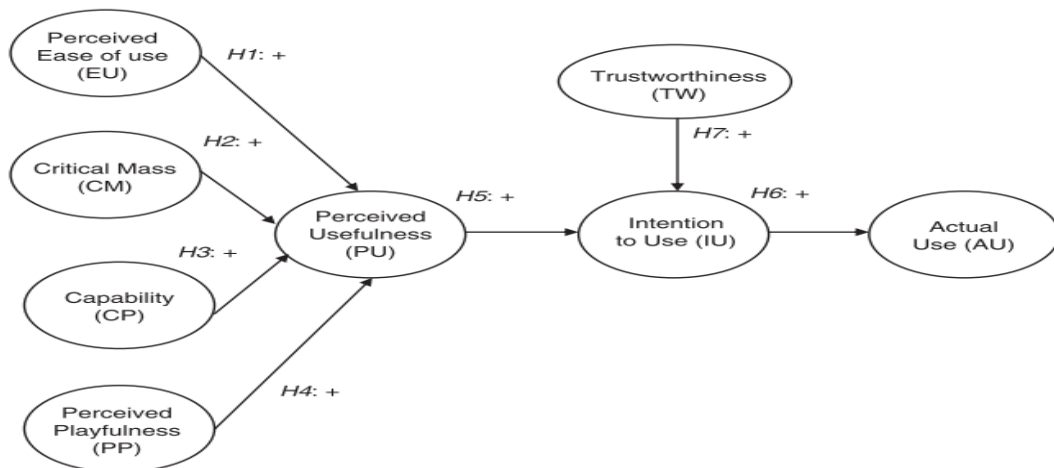 Perceived
Ease of use
(EU)
H1: +
Trustworthiness
(TW)
H2: +
H7: +
Critical Mass
(CM)
H5: +
H6: +
Perceived
Usefulness
(PU)
Intention
to Use (IU)
Actual
Use (AU)
H3: +
Capability
(CP)
H4: +
Perceived
Playfulness
(PP)